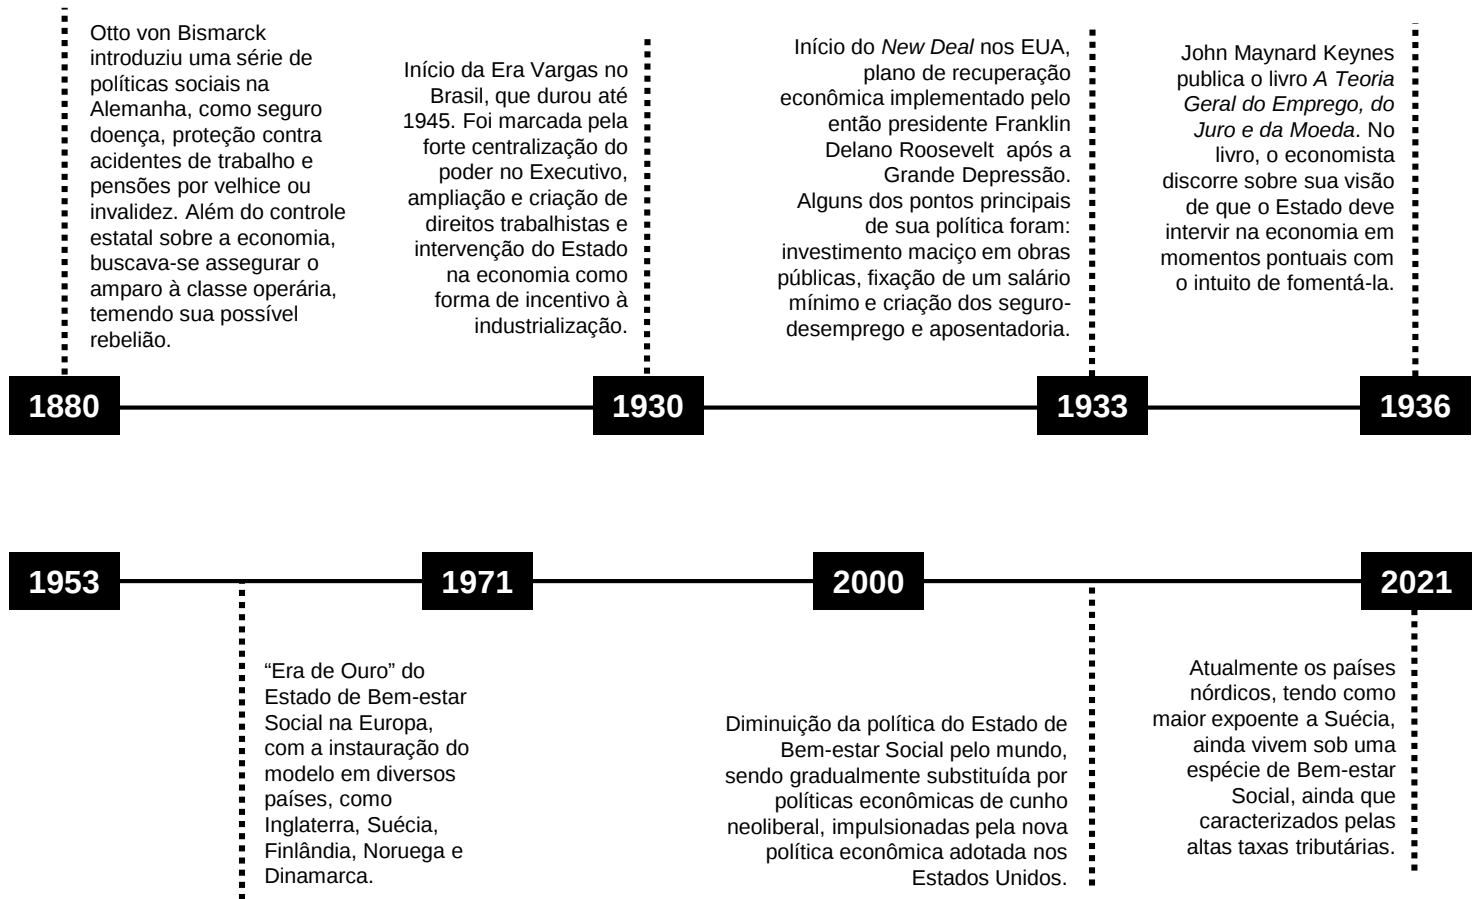 Otto von Bismarck
introduziu uma série de
políticas sociais na
Alemanha, como seguro
doença, proteção contra
acidentes de trabalho e
pensões por velhice ou
invalidez. Além do controle
estatal sobre a economia,
buscava-se assegurar o
amparo à classe operária,
temendo sua possível
rebelião.
Início da Era Vargas no
Brasil, que durou até
1945. Foi marcada pela
forte centralização do
poder no Executivo,
ampliação e criação de
direitos trabalhistas e
intervenção do Estado
na economia como
forma de incentivo à
industrialização.
Início do New Deal nos EUA,
plano de recuperação
econômica implementado pelo
então presidente Franklin
Delano Roosevelt após a
Grande Depressão.
Alguns dos pontos principais
de sua política foram:
investimento maciço em obras
públicas, fixação de um salário
mínimo e criação dos seguro-
desemprego e aposentadoria.
John Maynard Keynes
publica o livro A Teoria
Geral do Emprego, do
Juro e da Moeda. No
livro, o economista
discorre sobre sua visão
de que o Estado deve
intervir na economia em
momentos pontuais com
o intuito de fomentá-la.
1880
1930
1933
1936
1953
1971
2000
2021
“Era de Ouro” do
Estado de Bem-estar
Social na Europa,
com a instauração do
modelo em diversos
países, como
Inglaterra, Suécia,
Finlândia, Noruega e
Dinamarca.
Diminuição da política do Estado de
Bem-estar Social pelo mundo,
sendo gradualmente substituída por
políticas econômicas de cunho
neoliberal, impulsionadas pela nova
política econômica adotada nos
Estados Unidos.
Atualmente os países
nórdicos, tendo como
maior expoente a Suécia,
ainda vivem sob uma
espécie de Bem-estar
Social, ainda que
caracterizados pelas
altas taxas tributárias.